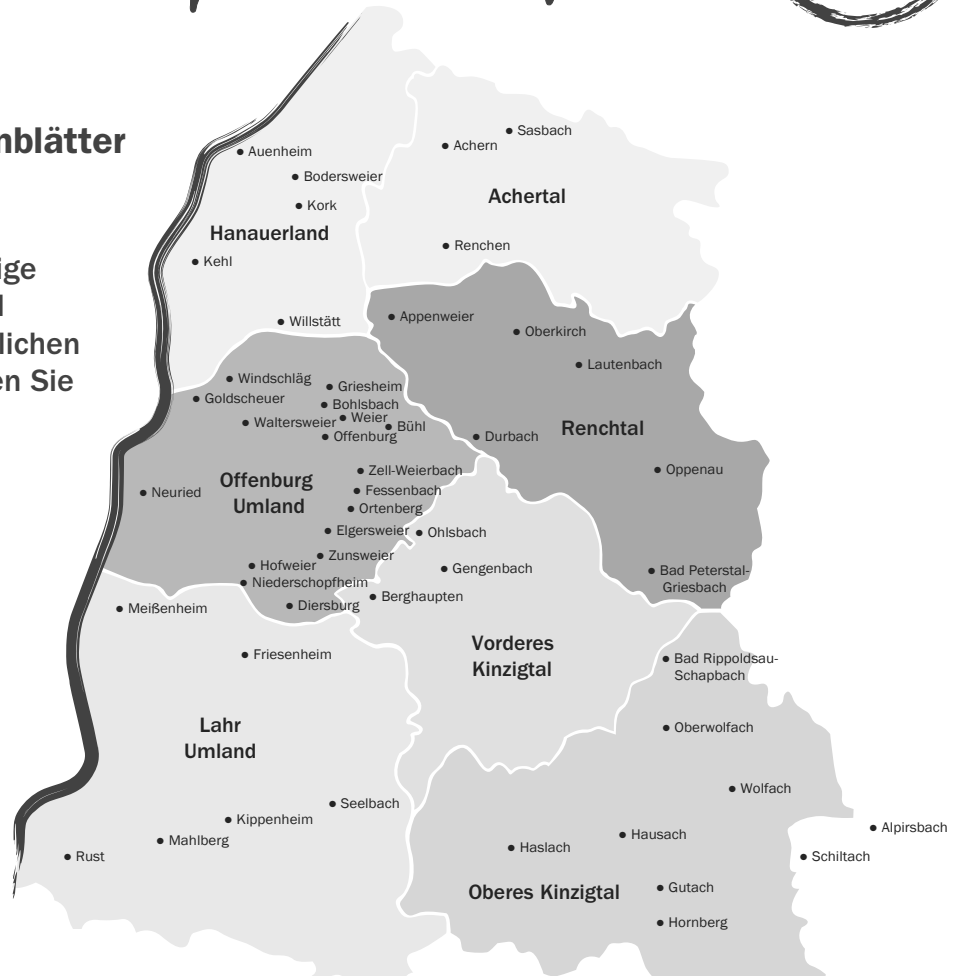 nblätter
ige
lichen
en Sie
Sasbach
Achern
Auenheim
Bodersweier
Achertal
Kork
Hanauerland
Renchen
Kehl
Appenweier
Willstätt
Oberkirch
Lautenbach
Windschläg
Griesheim
Goldscheuer
Bohlsbach
Weier
Waltersweier
Bühl
Offenburg
Durbach
Renchtal
Zell-Weierbach
Oppenau
Offenburg
Umland
Neuried
Fessenbach
Ortenberg
Elgersweier
Ohlsbach
Zunsweier
Hofweier
Gengenbach
Bad Peterstal-
Griesbach
Niederschopfheim
Berghaupten
Diersburg
Meißenheim
Vorderes
Kinzigtal
Friesenheim
Bad Rippoldsau-
Schapbach
Oberwolfach
Lahr
Umland
Wolfach
Seelbach
Kippenheim
Alpirsbach
Hausach
Mahlberg
Haslach
Rust
Schiltach
Oberes Kinzigtal
Gutach
Hornberg